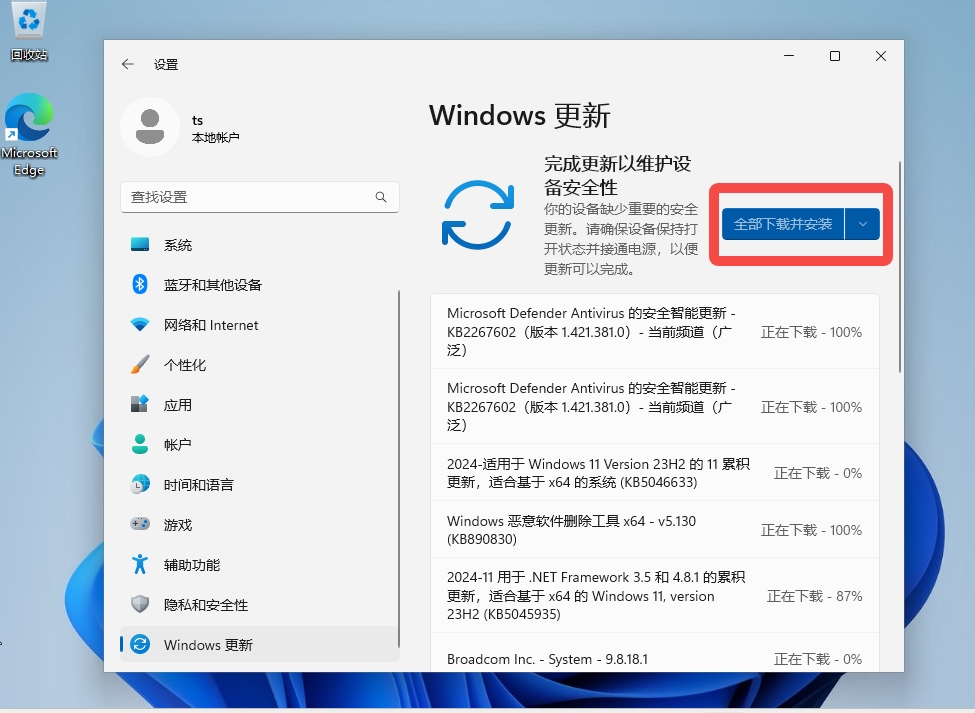 回收站
Microsoft
Edge
设置
ts
本地帐户
查找设置
系统
蓝牙和其他设备
网络和 Internet
个性化
应用
帐户
时间和语言
游戏
辅助功能
隐私和安全性
Windows 更新
Windows 更新
完成更新以维护设
备安全性
你的设备缺少重要的安全
更新。请确保设备保持打
开状态并接通电源，以便
更新可以完成。
全部下载并安装
Microsoft Defender Antivirus 的安全智能更新 -
KB2267602（版本 1.421.381.0）- 当前频道（广
泛）
正在下载 - 100%
Microsoft Defender Antivirus 的安全智能更新 -
KB2267602（版本 1.421.381.0）- 当前频道（广
泛）
正在下载 - 100%
2024-适用于 Windows 11 Version 23H2 的 11 累积
更新，适合基于 x64 的系统 (KB5046633)
正在下载 - 0%
Windows 恶意软件删除工具 x64 - v5.130
(KB890830)
正在下载 - 100%
2024-11 用于 .NET Framework 3.5 和 4.8.1 的累积
更新，适合基于 x64 的 Windows 11, version
23H2 (KB5045935)
正在下载 - 87%
Broadcom Inc. - System - 9.8.18.1
正在下载 - 0%